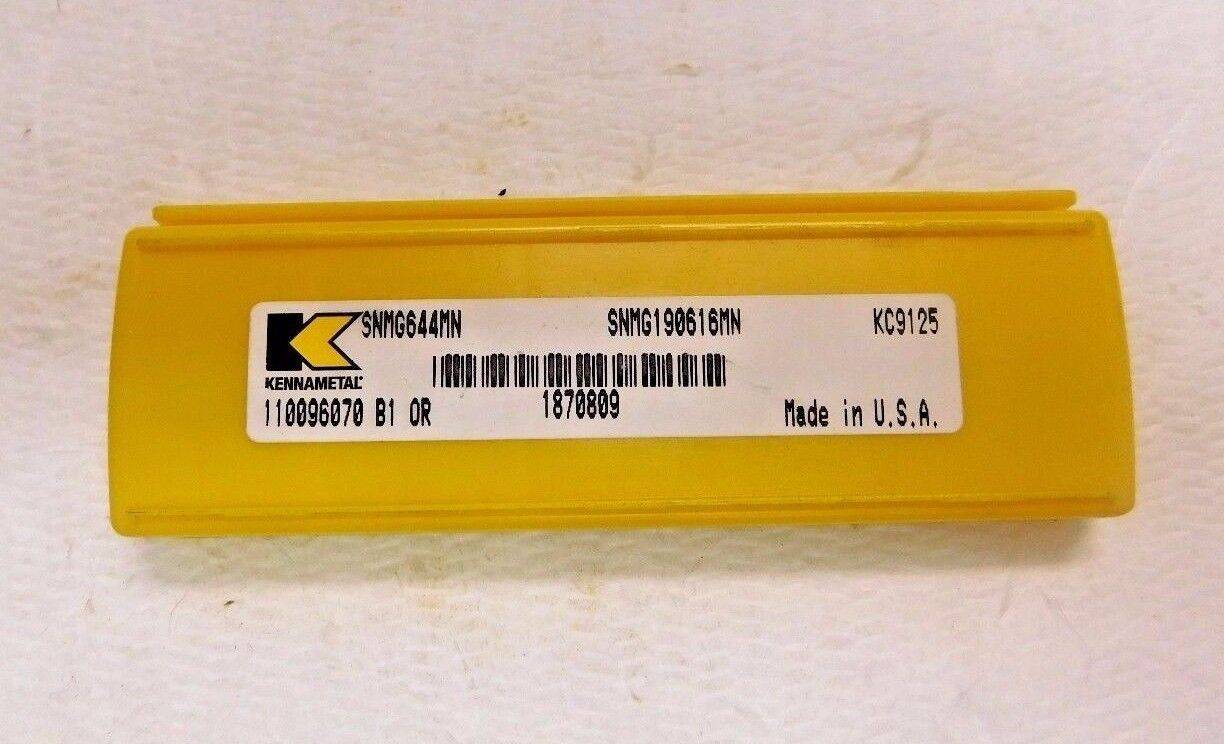 SNMG644MN SNMG190616MN KC9125
KENNAMETAL
110096070 B1 OR 1870809 Made in U.S.A.